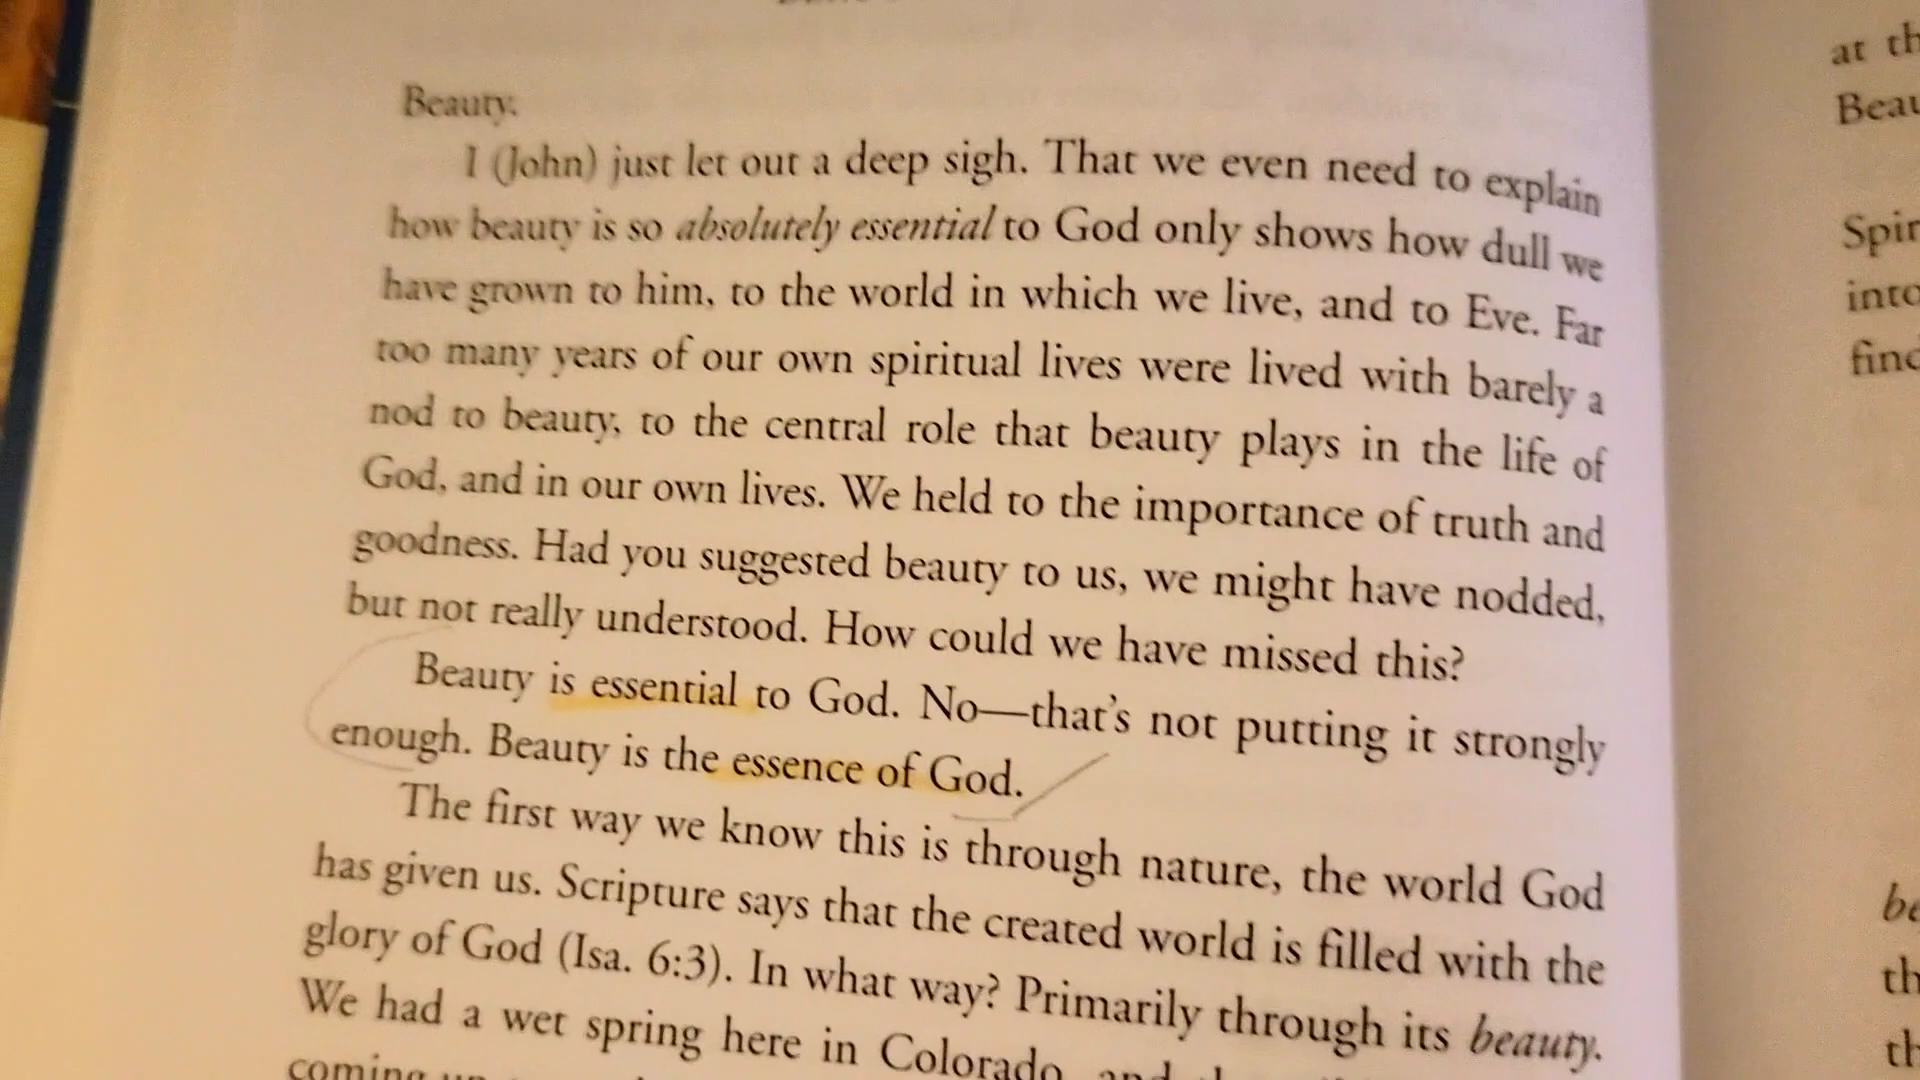 Beauty.
I (John) just let out a deep sigh. That we even need to explain
how beauty is so absolutely essential to God only shows how dull we
have grown to him, to the world in which we live, and to Eve. Far
too many years of our own spiritual lives were lived with barely a
nod to beauty, to the central role that beauty plays in the life of
God, and in our own lives. We held to the importance of truth and
goodness. Had you suggested beauty to us, we might have nodded,
but not really understood. How could we have missed this?
Beauty is essential to God. No—that's not putting it strongly
enough. Beauty is the essence of God.
The first way we know this is through nature, the world God
has given us. Scripture says that the created world is filled with the
glory of God (Isa. 6:3). In what way? Primarily through its beauty.
We had a wet spring here in Colorado, and
coming up
at